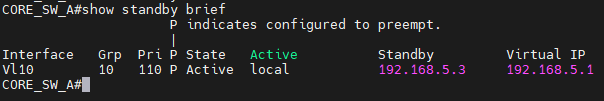 CORE_SW_A#show standby brief
P indicates configured to preempt.
|
Interface Grp Pri P State Active Standby Virtual IP
Vl10 10 110 P Active local 192.168.5.3 192.168.5.1
CORE_SW_A#